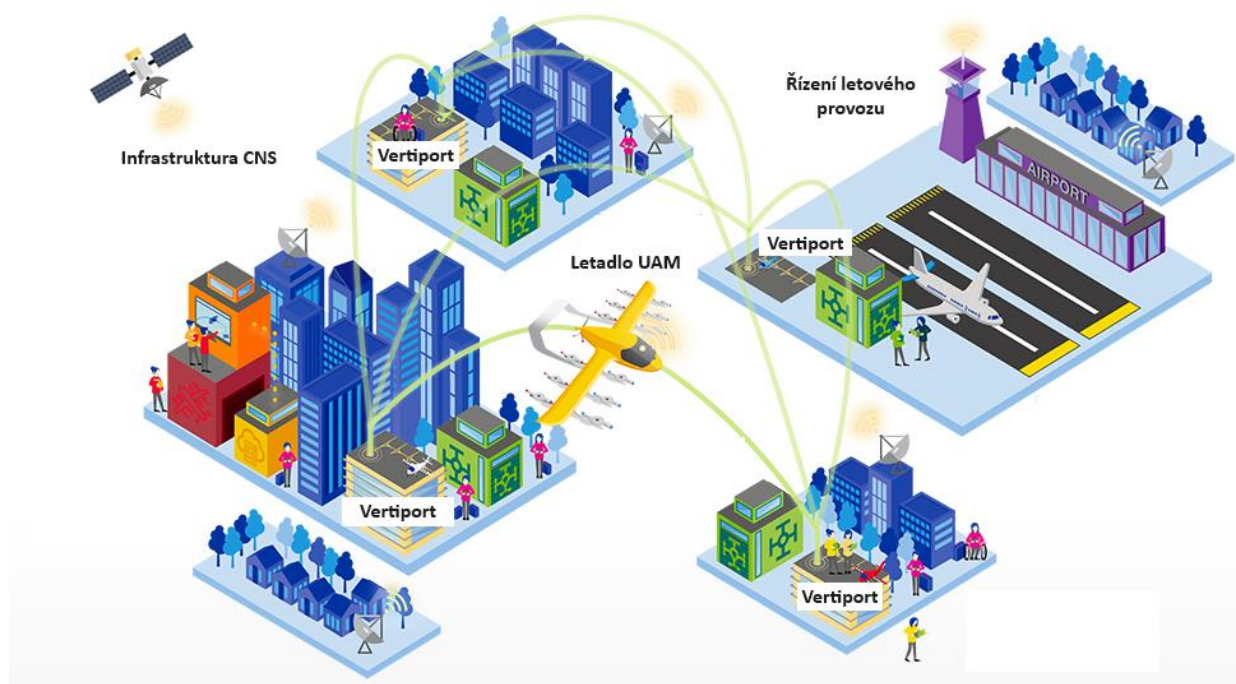 Infrastruktura CNS
Vertiport
Řízení letového
provozu
AIRPORT
Vertiport
Letadlo UAM
Vertiport
Vertiport